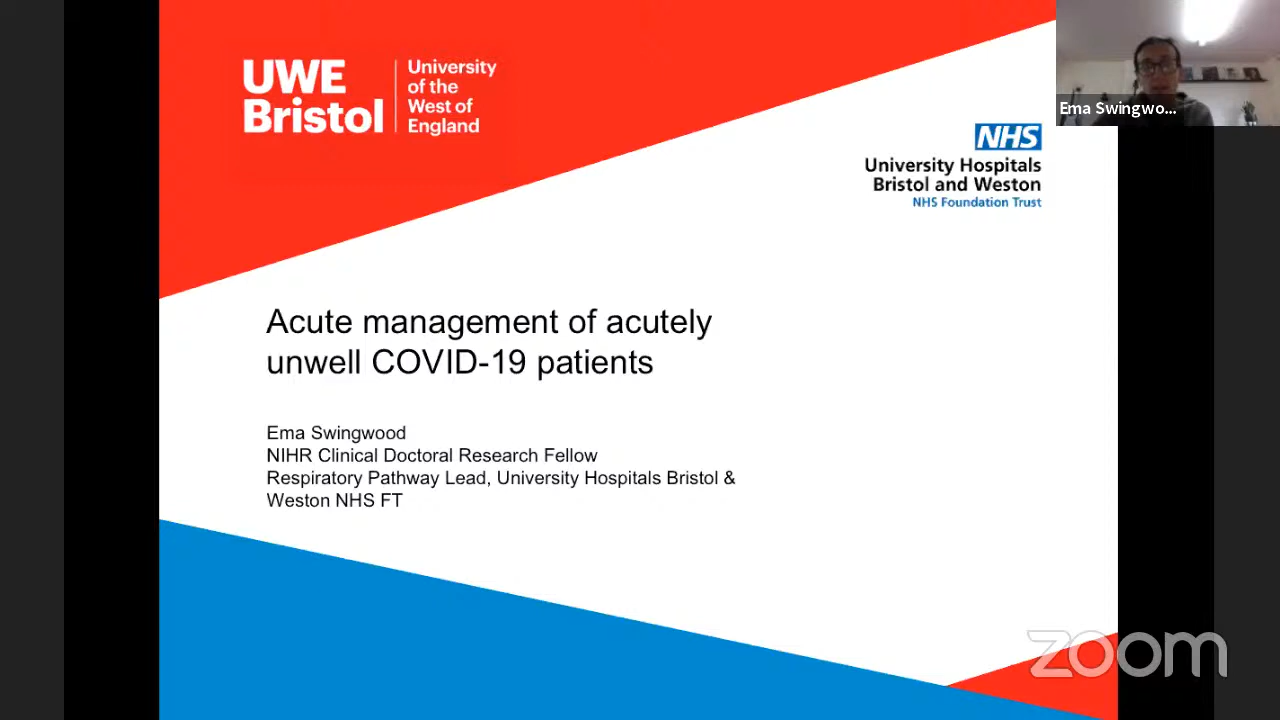 UWE
Bristol
University
of the
West of
England
Ema Swingwo...
NHS
University Hospitals
Bristol and Weston
NHS Foundation Trust
Acute management of acutely
unwell COVID-19 patients
Ema Swingwood
NIHR Clinical Doctoral Research Fellow
Respiratory Pathway Lead, University Hospitals Bristol &
Weston NHS FT
zoom